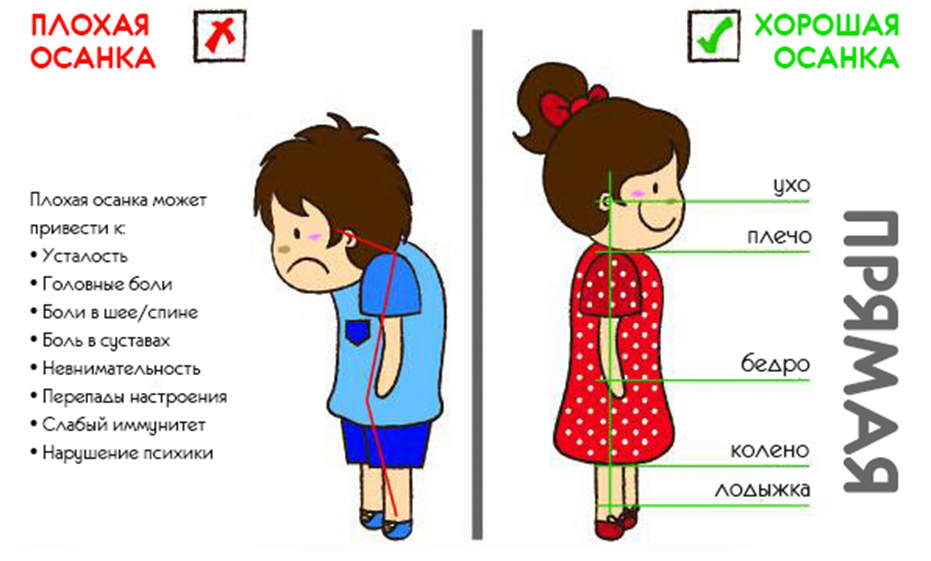 ПЛОХАЯ
ОСАНКА
Плохая осанка может
привести к:
• Усталость
• Головные боли
• Боли в шее/спине
• Боль в суставах
• Невнимательность
• Перепады настроения
• Слабый иммунитет
• Нарушение психики
ХОРОШАЯ
ОСАНКА
ухо
плечо
бедро
колено
лодыжка
ПРЯМАЯ